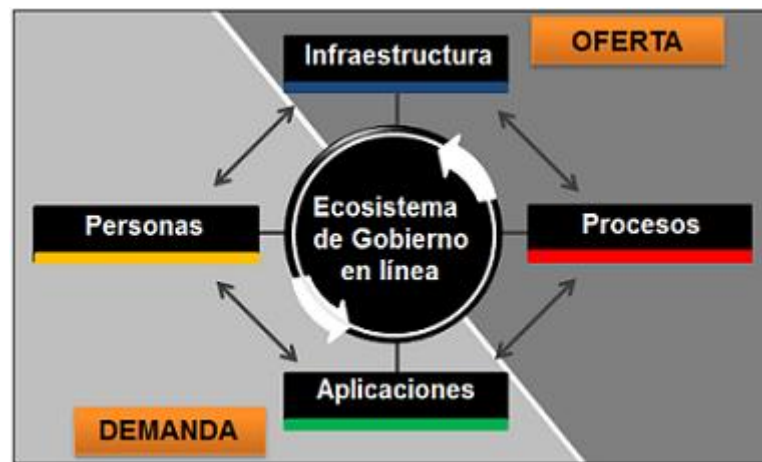 OFERTA
Infraestructura
Personas
Ecosistema
de Gobierno
en línea
Procesos
Aplicaciones
DEMANDA